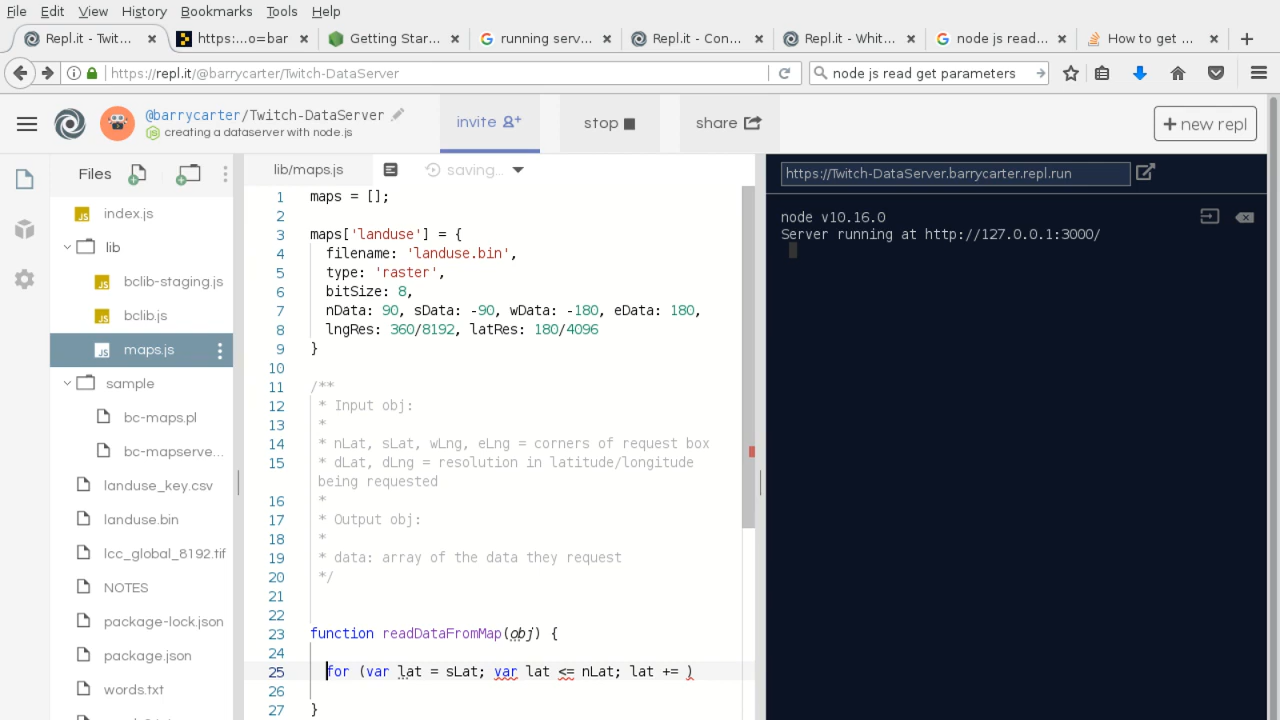 File Edit View History Bookmarks Tools Help
Repl.it - Twit... × https:...o=bar × Getting Star... × running serv... × Repl.it - Con... × Repl.it - Whit... × node js read... × How to get ... × +
https://repl.it/@barrycarter/Twitch-DataServer
node js read get parameters
@barrycarter/Twitch-DataServer
creating a dataserver with node.js
invite
stop
share
+ new repl
Files
index.js
lib
bclib-staging.js
bclib.js
maps.js
sample
bc-maps.pl
bc-mapserve...
landuse_key.csv
landuse.bin
lcc_global_8192.tif
NOTES
package-lock.json
package.json
words.txt
lib/maps.js
saving...
1 maps = [];
2
3 maps['landuse'] = {
4 filename: 'landuse.bin',
5 type: 'raster',
6 bitSize: 8,
7 nData: 90, sData: -90, wData: -180, eData: 180,
8 lngRes: 360/8192, latRes: 180/4096
9 }
10
11 /**
12 * Input obj:
13 *
14 * nLat, sLat, wLng, eLng = corners of request box
15 * dLat, dLng = resolution in latitude/longitude
being requested
16 *
17 * Output obj:
18 *
19 * data: array of the data they request
20 */
21
22
23 function readDataFromMap(obj) {
24
25 for (var lat = sLat; var lat <= nLat; lat += )
26
27 }
https://Twitch-DataServer.barrycarter.repl.run
node v10.16.0
Server running at http://127.0.0.1:3000/